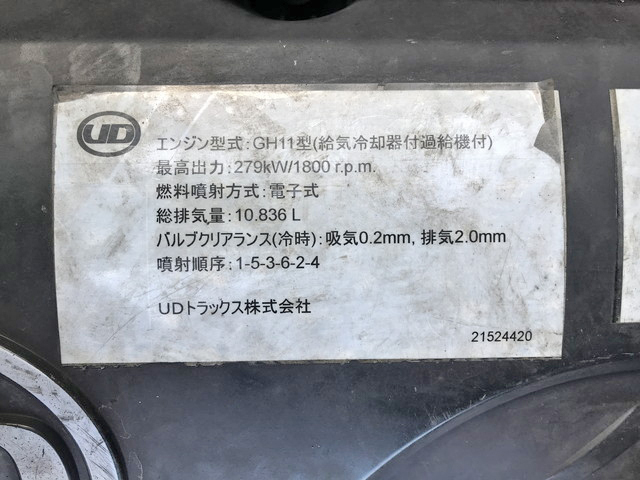 UD
エンジン型式:GH11型(給気冷却器付過給機付)
最高出力:279kW/1800 r.p.m.
燃料噴射方式:電子式
総排気量:10.836 L
バルブクリアランス(冷時):吸気0.2mm, 排気2.0mm
噴射順序:1-5-3-6-2-4
UDトラックス株式会社
21524420